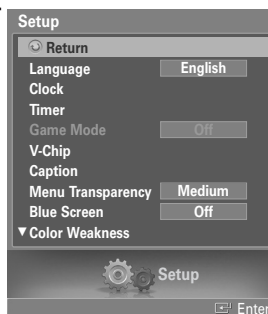 Setup
Return
Language English
Clock
Timer
Game Mode Off
V-Chip
Caption
Menu Transparency Medium
Blue Screen Off
▼Color Weakness
Setup
Enter